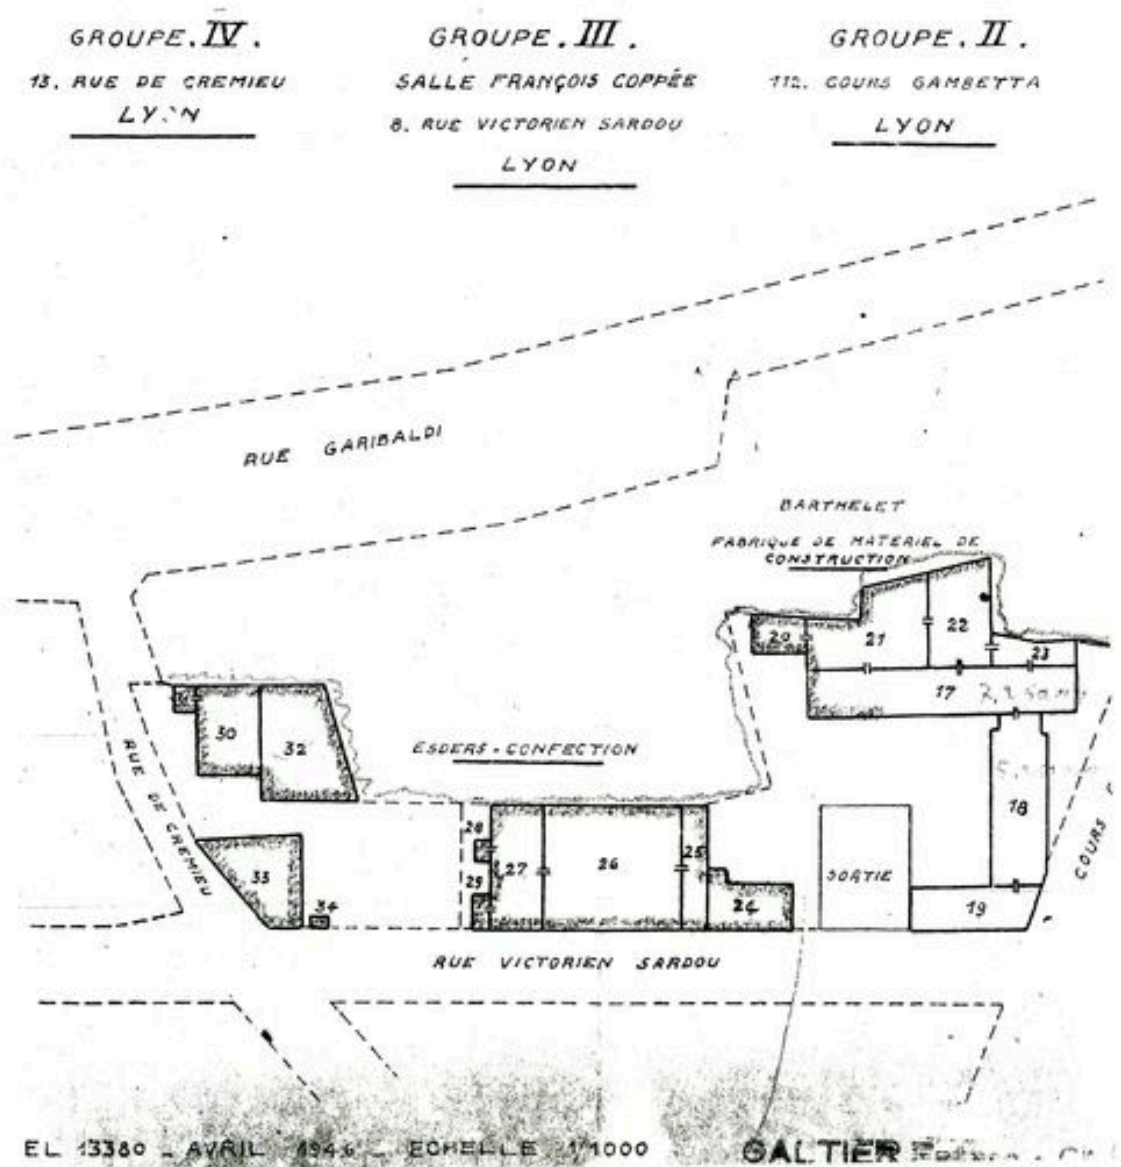 GROUPE. IV.
13. RUE DE CREMIEU
LYON
GROUPE. III.
SALLE FRANÇOIS COPPÉE
8. RUE VICTORIEN SARDOU
LYON
GROUPE. II.
112. COURS GAMBETTA
LYON
RUE GARIBALDI
BARTHELET
FABRIQUE DE MATERIEL DE
CONSTRUCTION
20
21
22
23
17
30
32
ESDERS - CONFECTION
RUE DE CREMIEU
18
COURS
28
27
26
25
33
29
SORTIE
34
24
19
RUE VICTORIEN SARDOU
EL 13380 _ AVRIL 1946 _ ECHELLE 1/1000
GALTIER